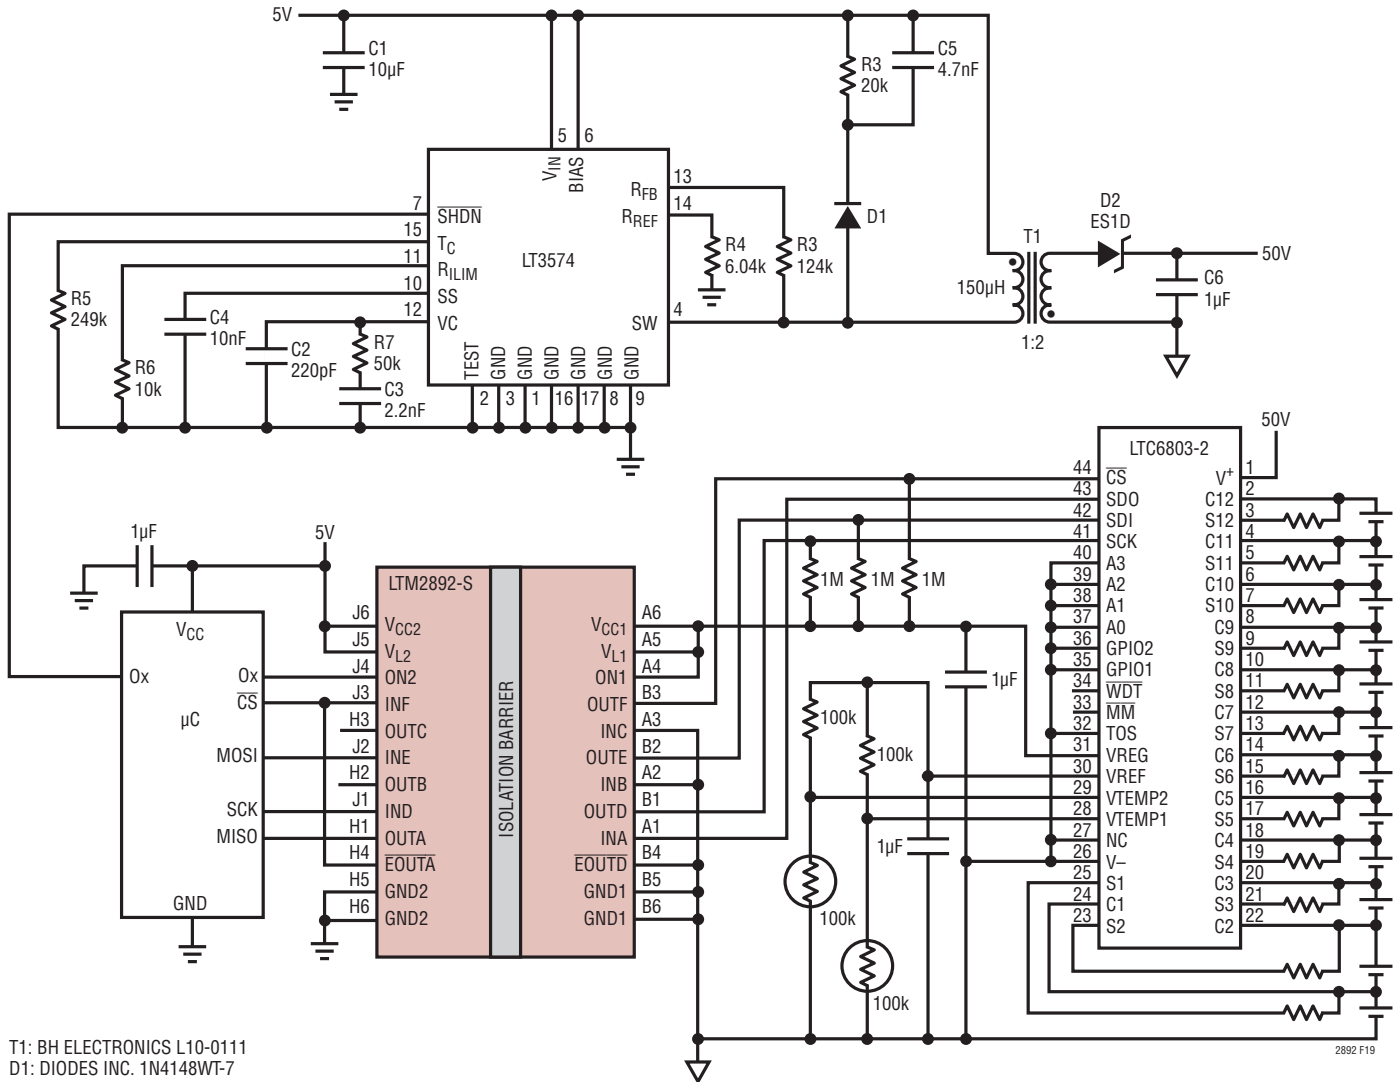 5V
C1
10µF
R3
20k
C5
4.7nF
5
6
VIN
BIAS
7
SHDN
15
TC
11
RILIM
10
SS
12
VC
LT3574
RFB
13
RREF
14
SW
4
R4
6.04k
R3
124k
D1
T1
150µH
1:2
D2
ES1D
50V
C6
1µF
R5
249k
R6
10k
C4
10nF
C2
220pF
R7
50k
C3
2.2nF
TEST
GND
GND
GND
GND
GND
GND
2
3
1
16
17
8
9
1µF
5V
VCC
Ox
Ox
CS
µC
MOSI
SCK
MISO
GND
LTM2892-S
ISOLATION BARRIER
J6
VCC2
J5
VL2
J4
ON2
J3
INF
H3
OUTC
J2
INE
H2
OUTB
J1
IND
H1
OUTA
H4
EOUTA
H5
GND2
H6
GND2
VCC1
A6
VL1
A5
ON1
A4
OUTF
B3
INC
A3
OUTE
B2
INB
A2
OUTD
B1
INA
A1
EOUTD
B4
GND1
B5
GND1
B6
1M
1M
1M
1µF
100k
100k
1µF
100k
100k
LTC6803-2
50V
44
CS
43
SDO
42
SDI
41
SCK
40
A3
39
A2
38
A1
37
A0
36
GPIO2
35
GPIO1
34
WDT
33
MM
32
TOS
31
VREG
30
VREF
29
VTEMP2
28
VTEMP1
27
NC
26
V–
25
S1
24
C1
23
S2
V+
1
C12
2
S12
3
C11
4
S11
5
C10
6
S10
7
C9
8
S9
9
C8
10
S8
11
C7
12
S7
13
C6
14
S6
15
C5
16
S5
17
C4
18
S4
19
C3
20
S3
21
C2
22
2892 F19
T1: BH ELECTRONICS L10-0111
D1: DIODES INC. 1N4148WT-7